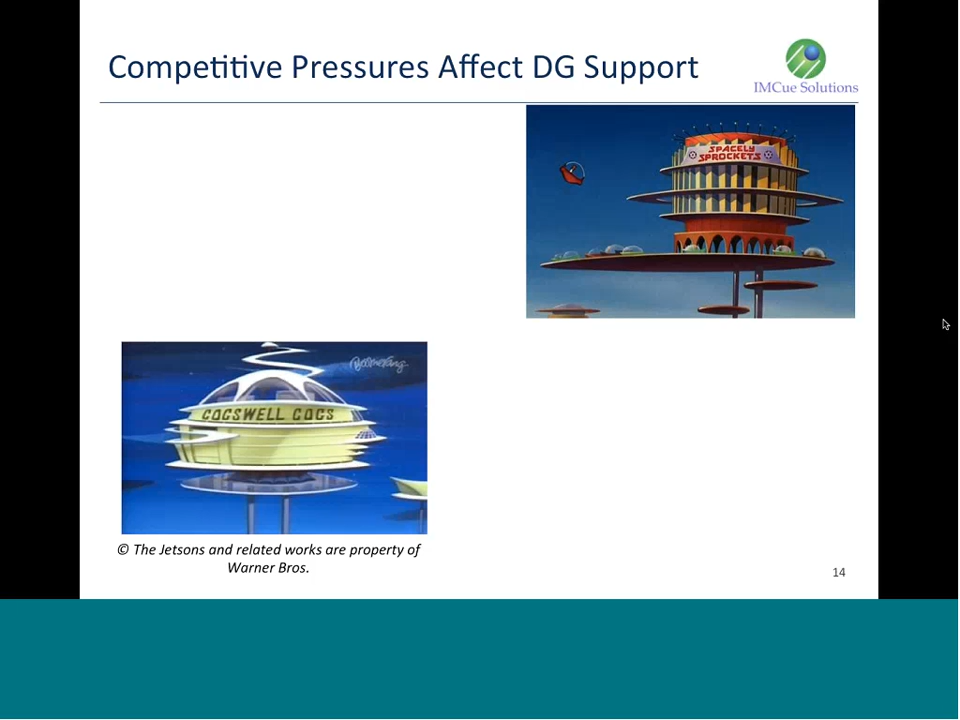 Competitive Pressures Affect DG Support
IMCue Solutions
SPACELY
SPROCKETS
Boomerang
COGSWELL COGS
© The Jetsons and related works are property of
Warner Bros.
14